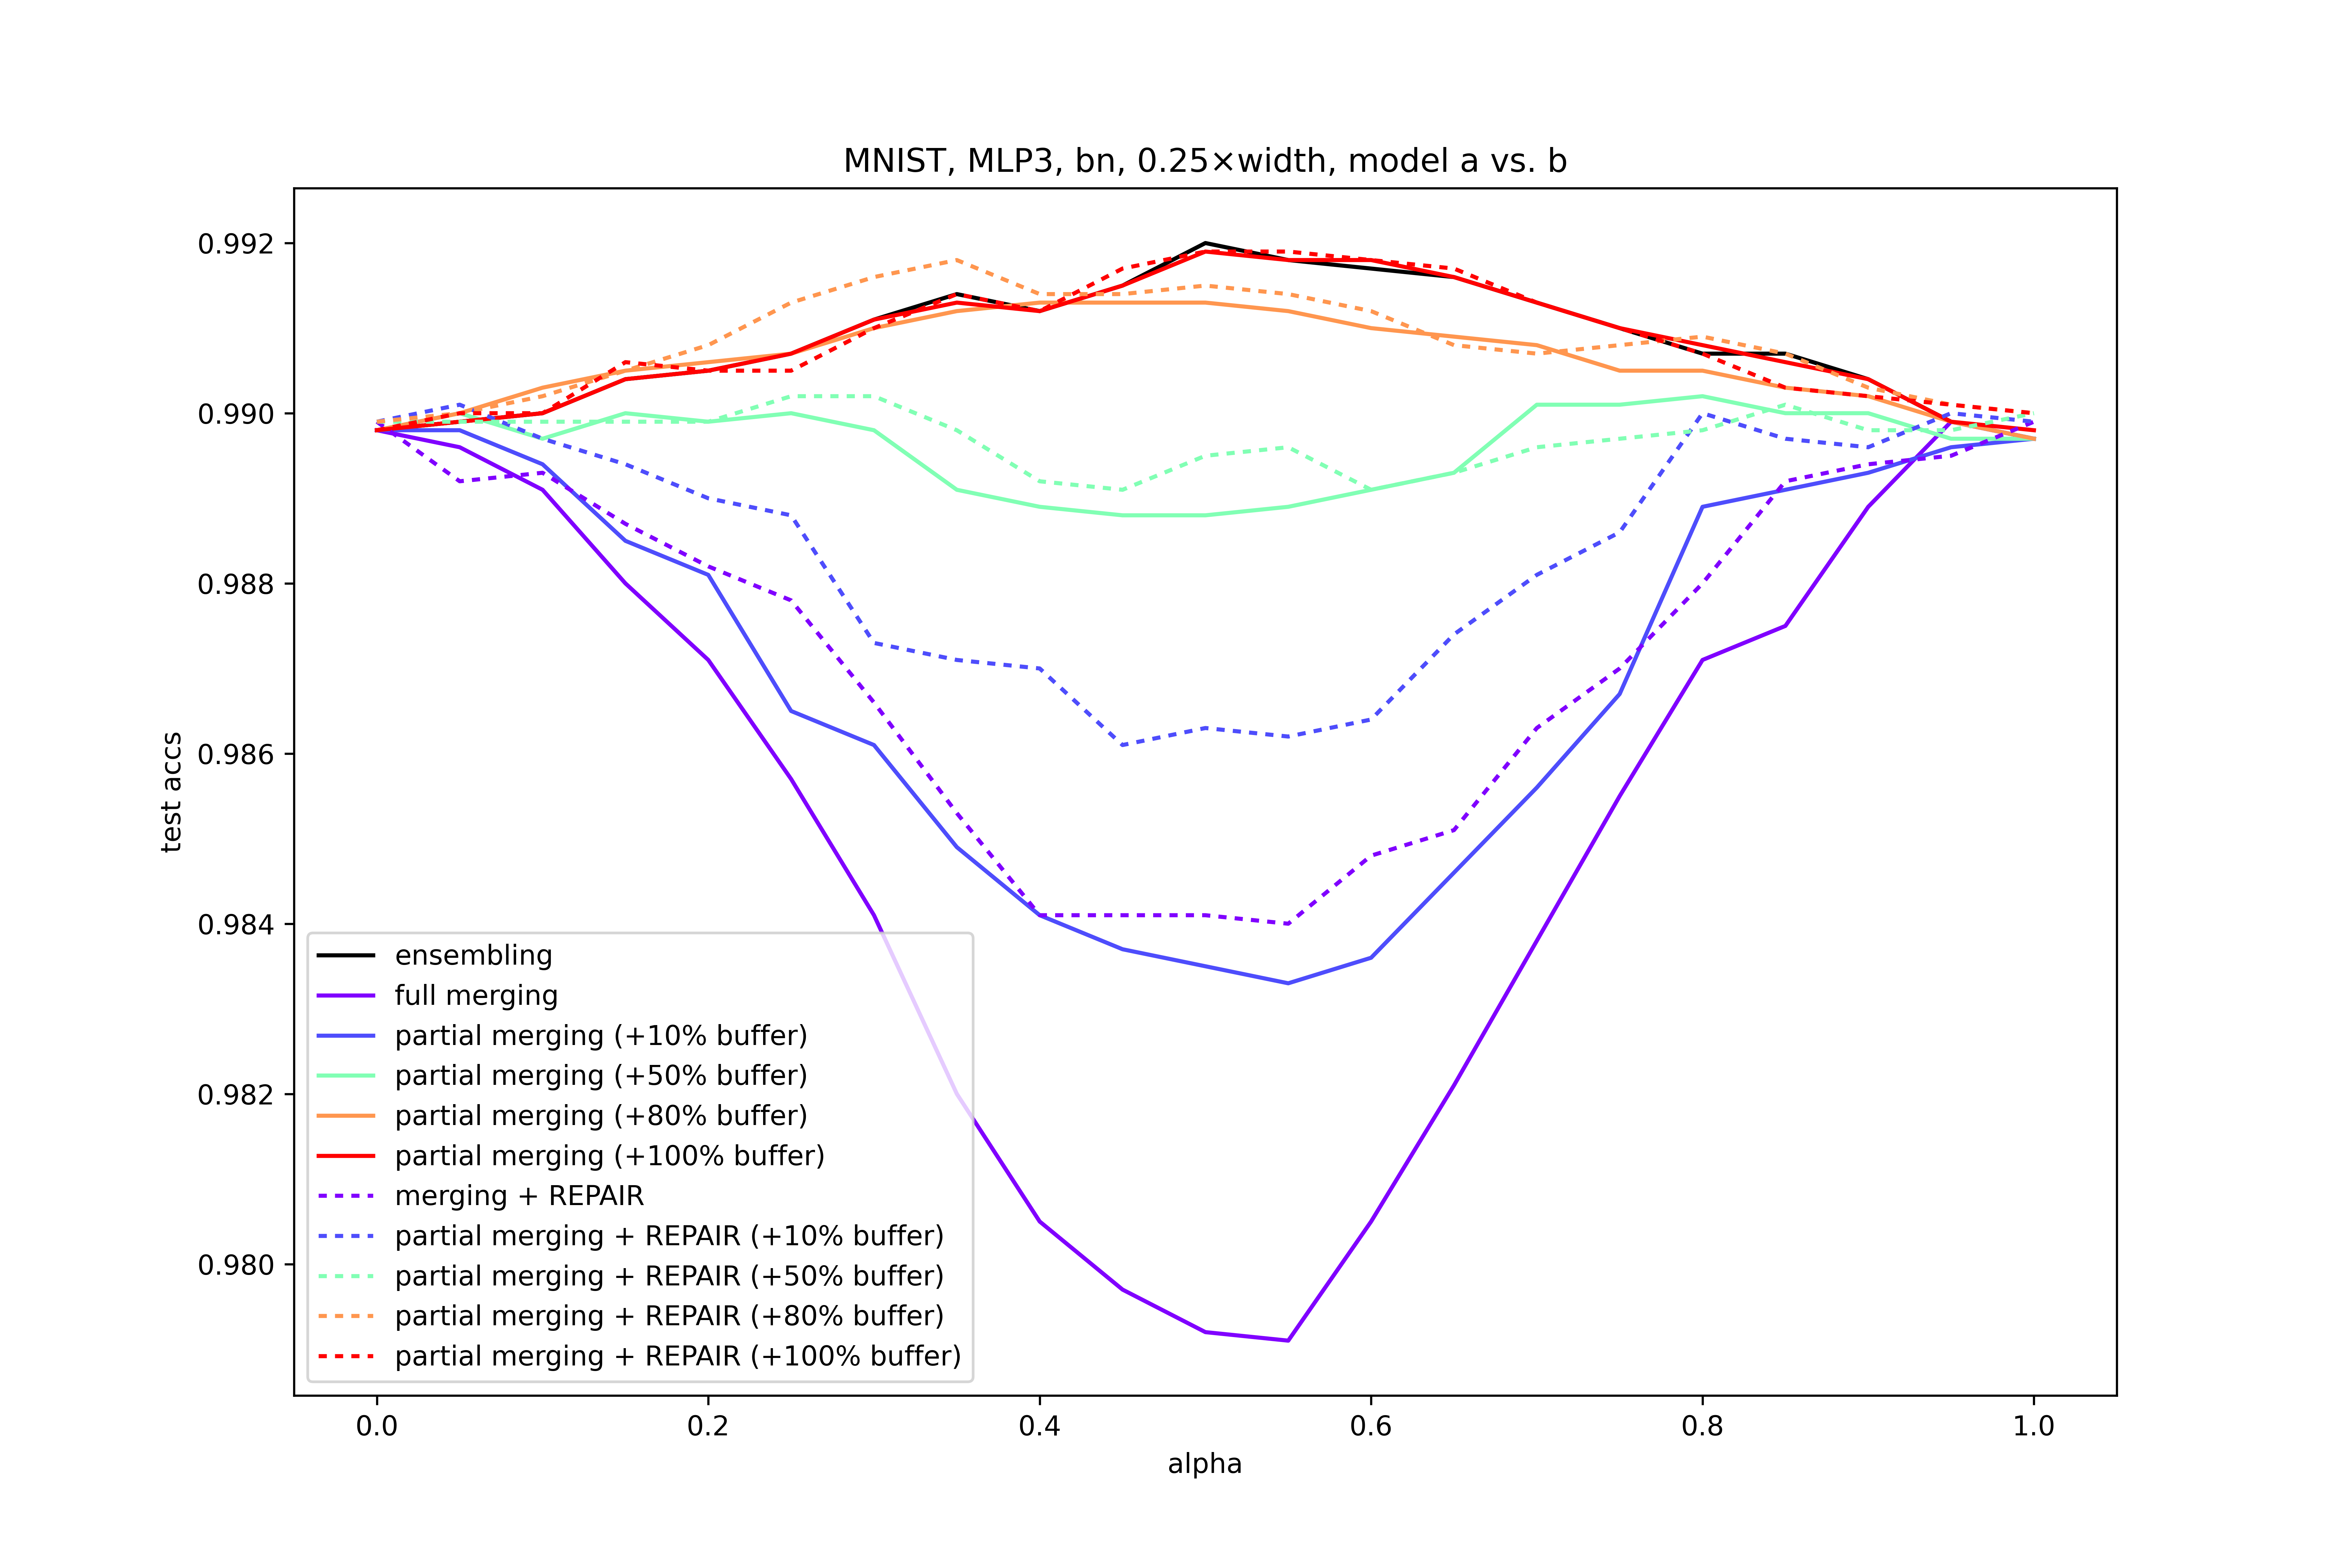 MNIST, MLP3, bn, 0.25×width, model a vs. b
test accs
0.992
0.990
0.988
0.986
0.984
0.982
0.980
ensembling
full merging
partial merging (+10% buffer)
partial merging (+50% buffer)
partial merging (+80% buffer)
partial merging (+100% buffer)
merging + REPAIR
partial merging + REPAIR (+10% buffer)
partial merging + REPAIR (+50% buffer)
partial merging + REPAIR (+80% buffer)
partial merging + REPAIR (+100% buffer)
0.0 0.2 0.4 0.6 0.8 1.0
alpha